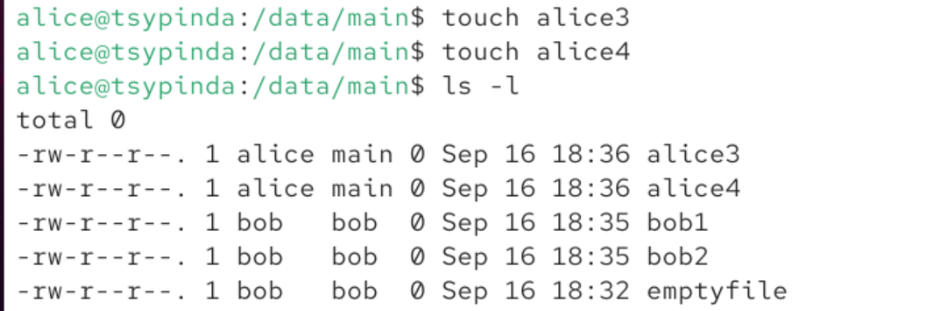 alice@tsypinda:/data/main$ touch alice3
alice@tsypinda:/data/main$ touch alice4
alice@tsypinda:/data/main$ ls -l
total 0
-rw-r--r--. 1 alice main 0 Sep 16 18:36 alice3
-rw-r--r--. 1 alice main 0 Sep 16 18:36 alice4
-rw-r--r--. 1 bob   bob  0 Sep 16 18:35 bob1
-rw-r--r--. 1 bob   bob  0 Sep 16 18:35 bob2
-rw-r--r--. 1 bob   bob  0 Sep 16 18:32 emptyfile